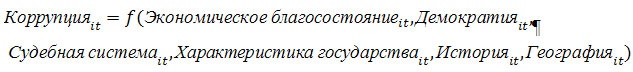 Коррупция_it = f(Экономическое благосостояние_it,Демократия_it,¶
Судебная система_it,Характеристика государства_it,История_it,География_it)